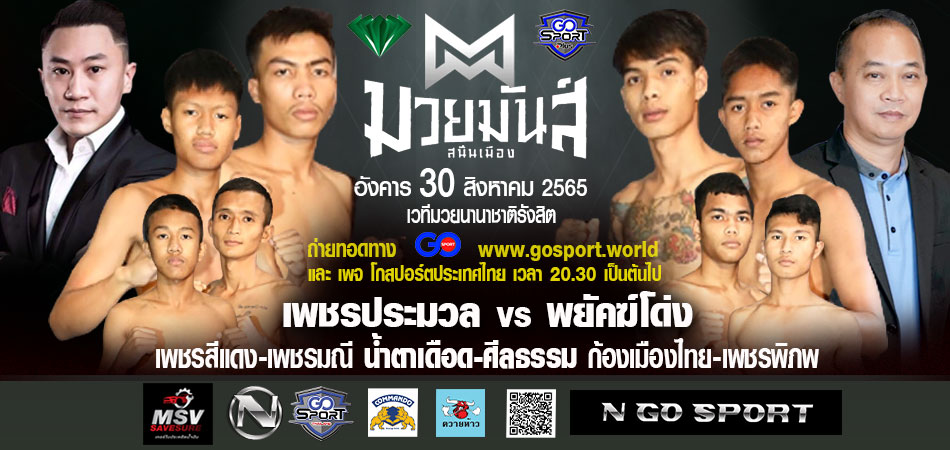 GO
SPORT
Plus
มวยมันส์
สนั่นเมือง
อังคาร 30 สิงหาคม 2565
เวทีมวยนานาชาติรังสิต
ถ่ายทอดทาง GO SPORT www.gosport.world
และ เพจ โกสปอร์ตประเทศไทย เวลา 20.30 เป็นต้นไป
เพชรประมวล vs พยัคฆ์โด่ง
เพชรสีแดง-เพชรมณี น้ำตาเดือด-ศีลธรรม ก้องเมืองไทย-เพชรพิภพ
MSV
SAVESURE
N
GO
SPORT
COMMANDO
ควายหาว
N GO SPORT